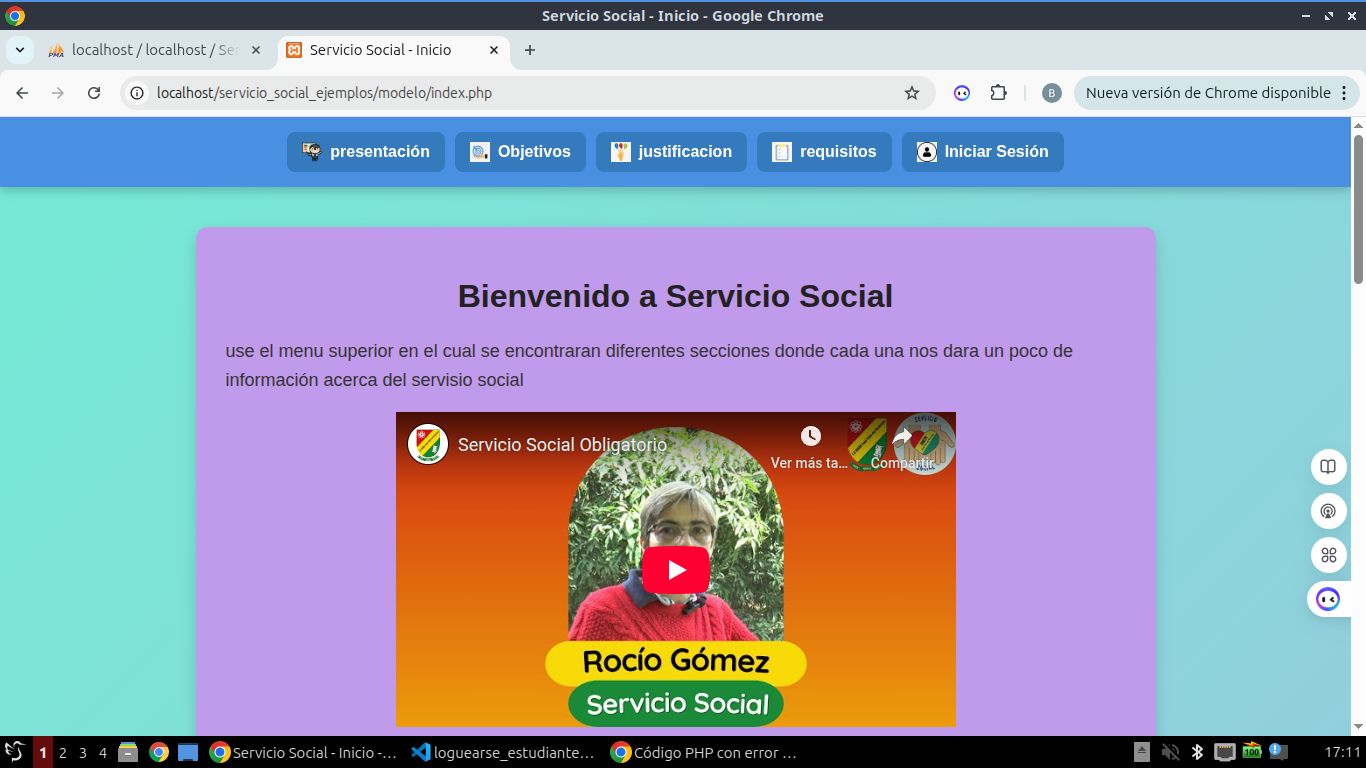 Servicio Social - Inicio - Google Chrome
localhost / localhost / Ser
Servicio Social - Inicio
localhost/servicio_social_ejemplos/modelo/index.php
B
Nueva versión de Chrome disponible
presentación
Objetivos
justificacion
requisitos
Iniciar Sesión
Bienvenido a Servicio Social
use el menu superior en el cual se encontraran diferentes secciones donde cada una nos dara un poco de
información acerca del servisio social
Servicio Social Obligatorio
Ver más ta...
Compartir
Rocío Gómez
Servicio Social
1 2 3 4
Servicio Social - Inicio -...
loguearse_estudiante...
Código PHP con error ...
100
17:11